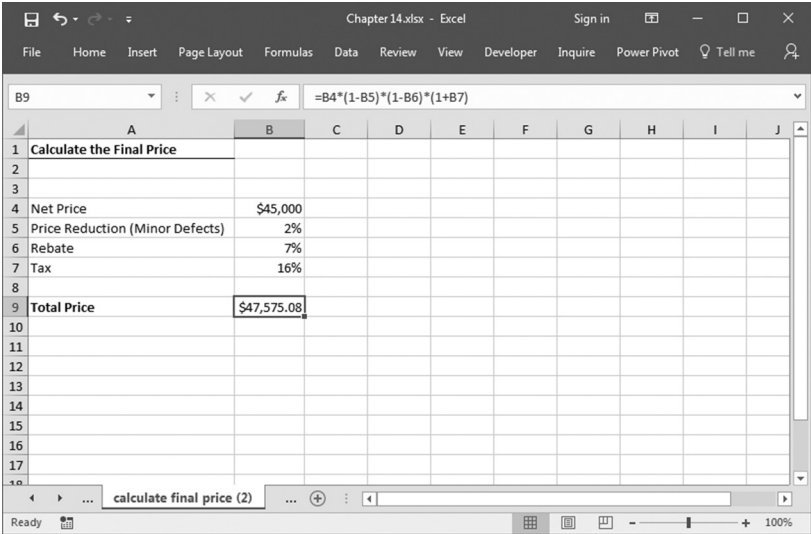 Chapter 14.xlsx - Excel Sign in
File Home Insert Page Layout Formulas Data Review View Developer Inquire Power Pivot Tell me
B9 fx =B4*(1-B5)*(1-B6)*(1+B7)
A B C D E F G H I J
1 Calculate the Final Price
2
3
4 Net Price $45,000
5 Price Reduction (Minor Defects) 2%
6 Rebate 7%
7 Tax 16%
8
9 Total Price $47,575.08
10
11
12
13
14
15
16
17
18
... calculate final price (2) ...
Ready 100%